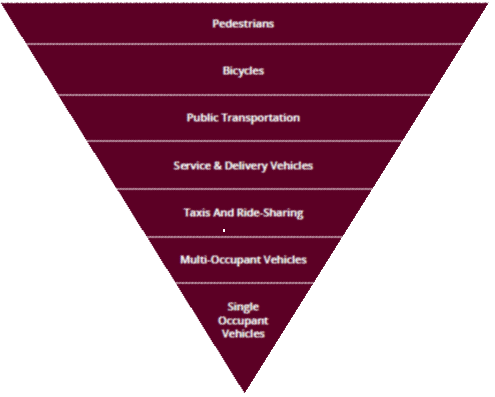 Pedestrians
Bicycles
Public Transportation
Service & Delivery Vehicles
Taxis And Ride-Sharing
Multi-Occupant Vehicles
Single
Occupant
Vehicles